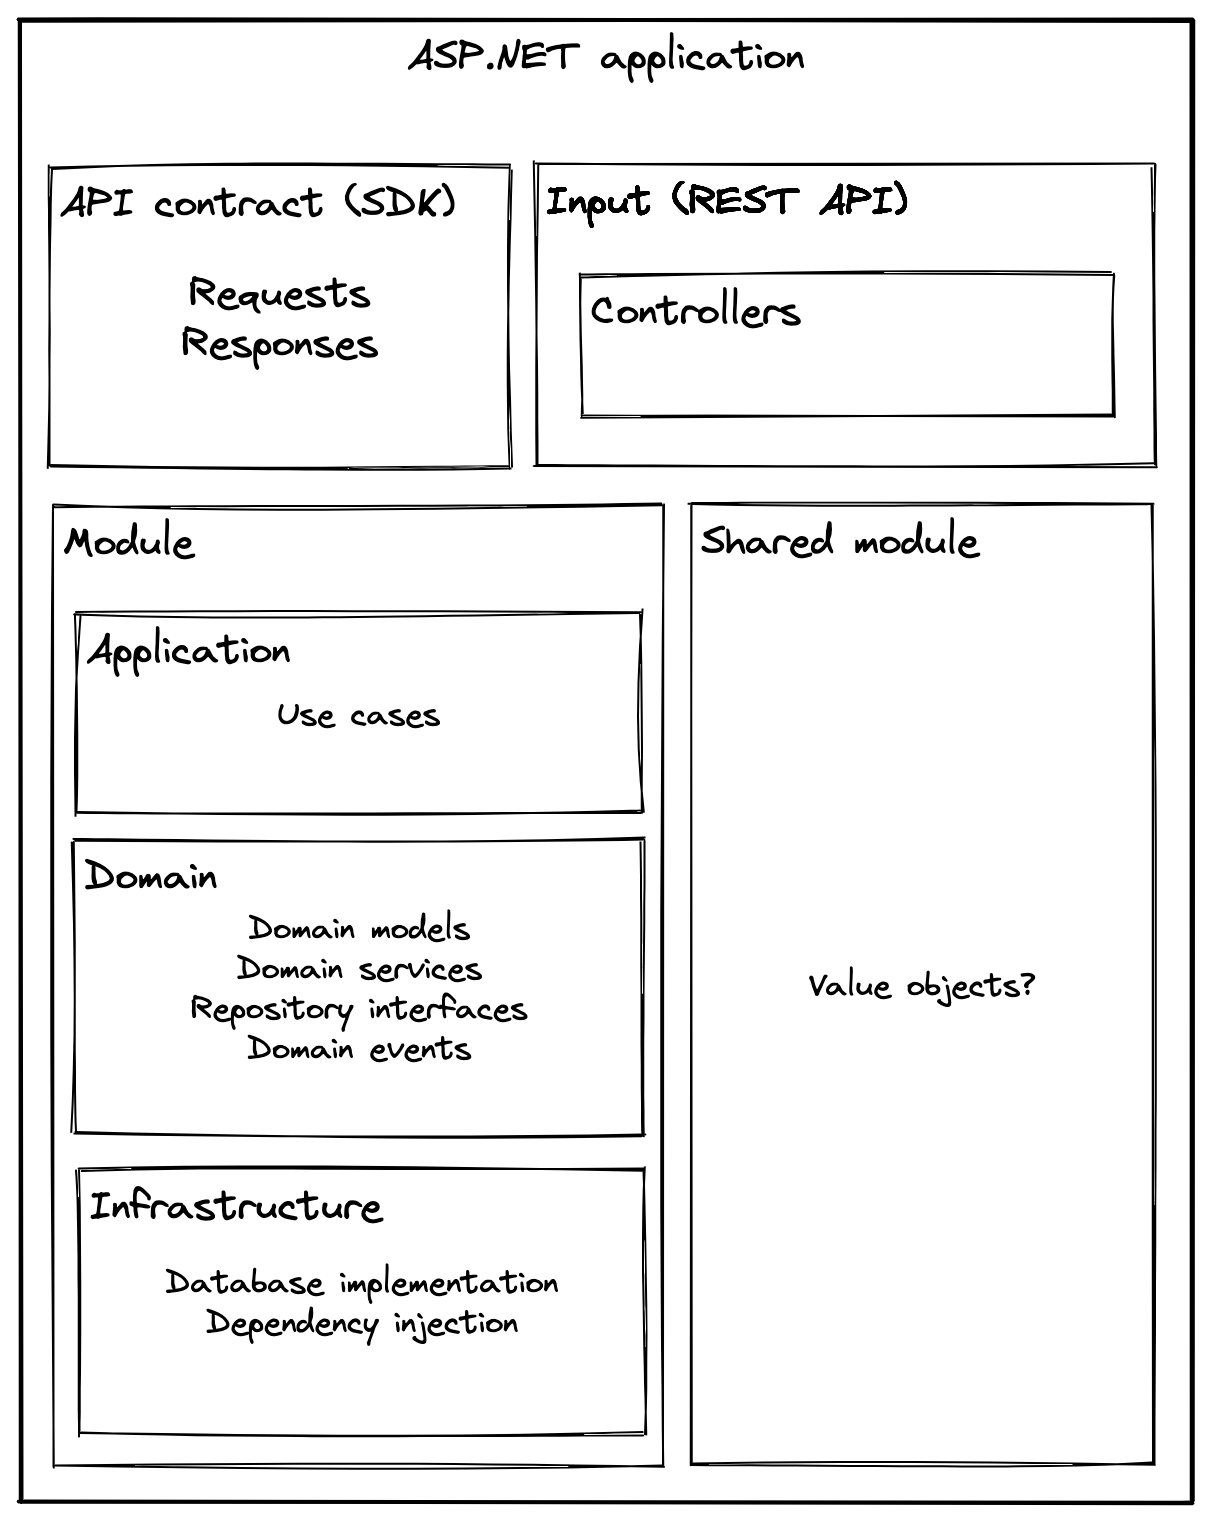 ASP.NET application
API contract (SDK)
Requests
Responses
Input (REST API)
Controllers
Module
Application
Use cases
Domain
Domain models
Domain services
Repository interfaces
Domain events
Infrastructure
Database implementation
Dependency injection
Shared module
Value objects?